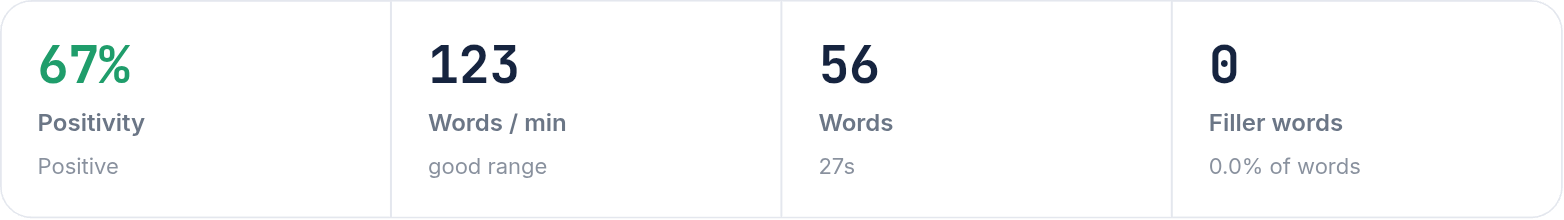 67%
Positivity
Positive
123
Words / min
good range
56
Words
27s
0
Filler words
0.0% of words